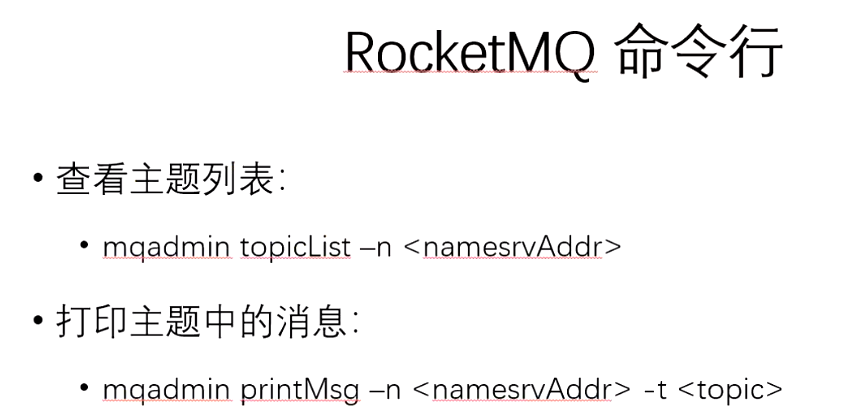 RocketMQ 命令行
• 查看主题列表：
• mqadmin topicList –n <namesrvAddr>
• 打印主题中的消息：
• mqadmin printMsg –n <namesrvAddr> -t <topic>